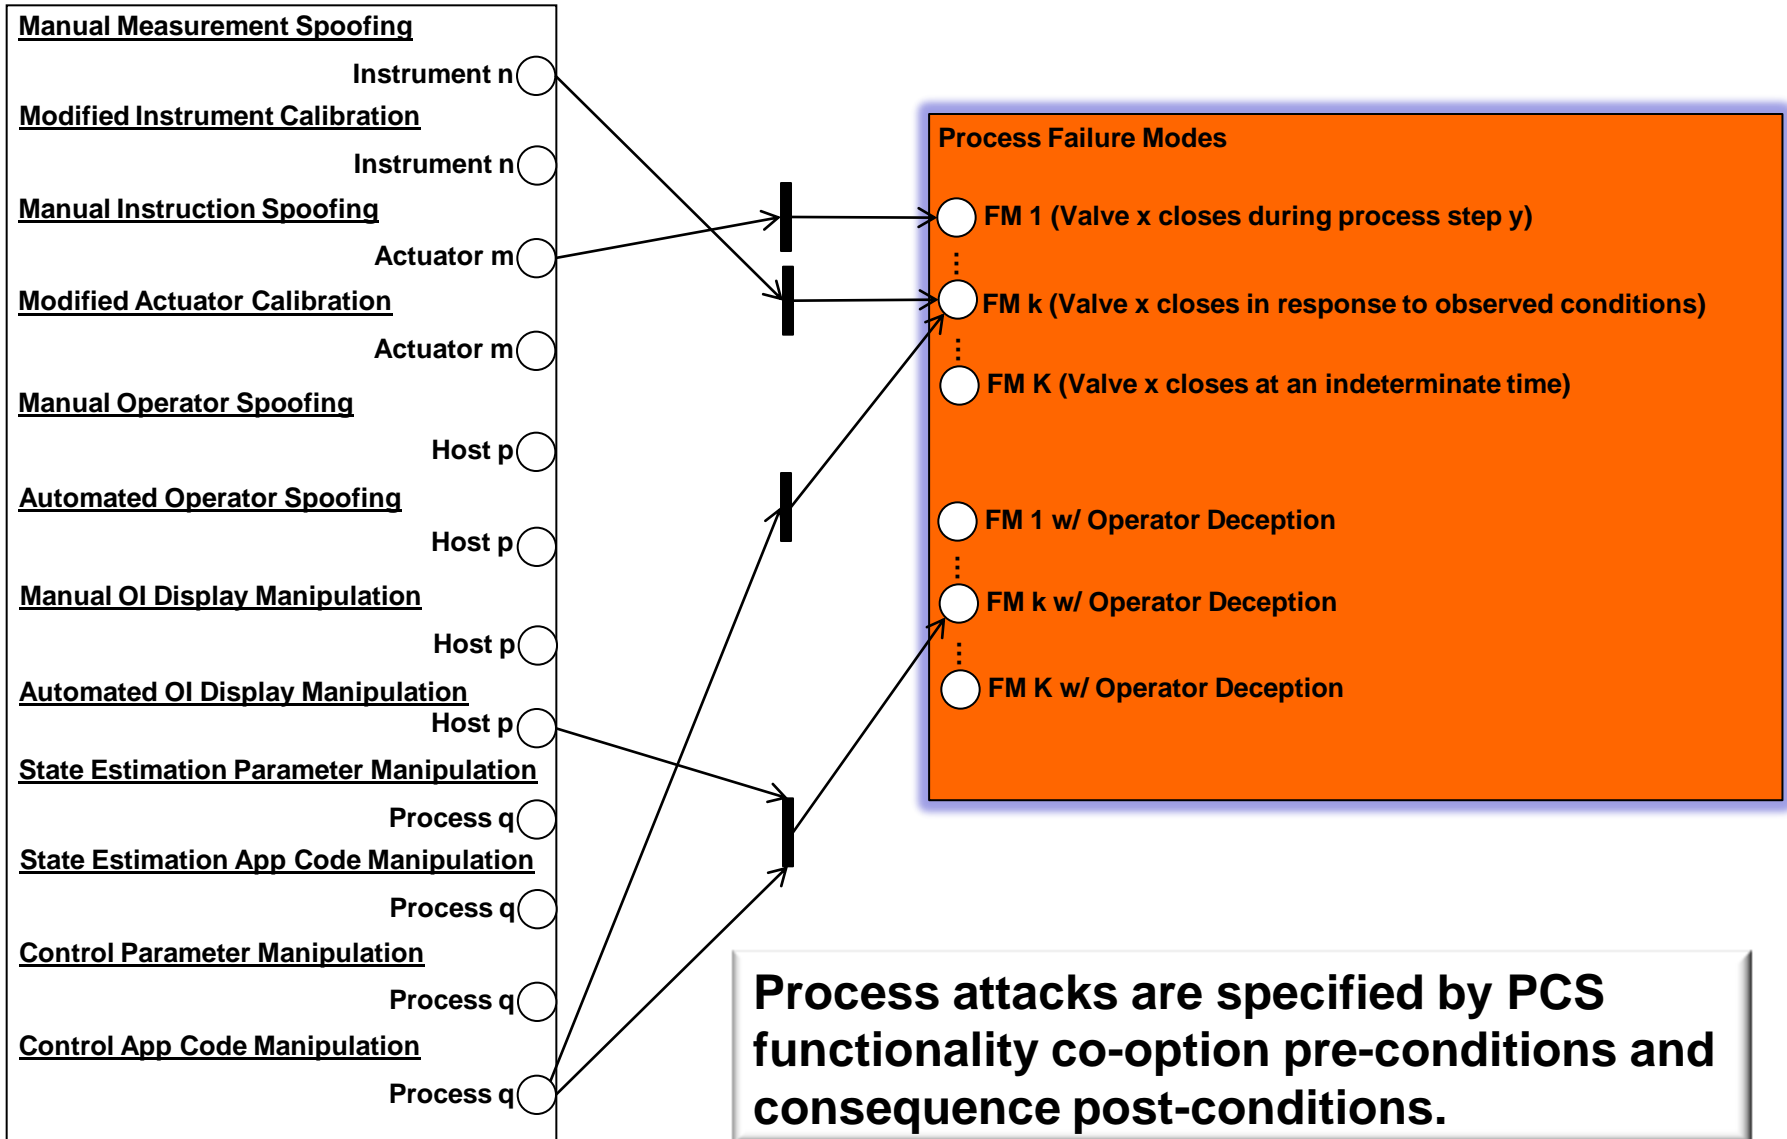 Manual Measurement Spoofing
Instrument n
Modified Instrument Calibration
Instrument n
Manual Instruction Spoofing
Actuator m
Modified Actuator Calibration
Actuator m
Manual Operator Spoofing
Host p
Automated Operator Spoofing
Host p
Manual OI Display Manipulation
Host p
Automated OI Display Manipulation
Host p
State Estimation Parameter Manipulation
Process q
State Estimation App Code Manipulation
Process q
Control Parameter Manipulation
Process q
Control App Code Manipulation
Process q
Process Failure Modes
FM 1 (Valve x closes during process step y)
FM k (Valve x closes in response to observed conditions)
FM K (Valve x closes at an indeterminate time)
FM 1 w/ Operator Deception
FM k w/ Operator Deception
FM K w/ Operator Deception
Process attacks are specified by PCS
functionality co-option pre-conditions and
consequence post-conditions.